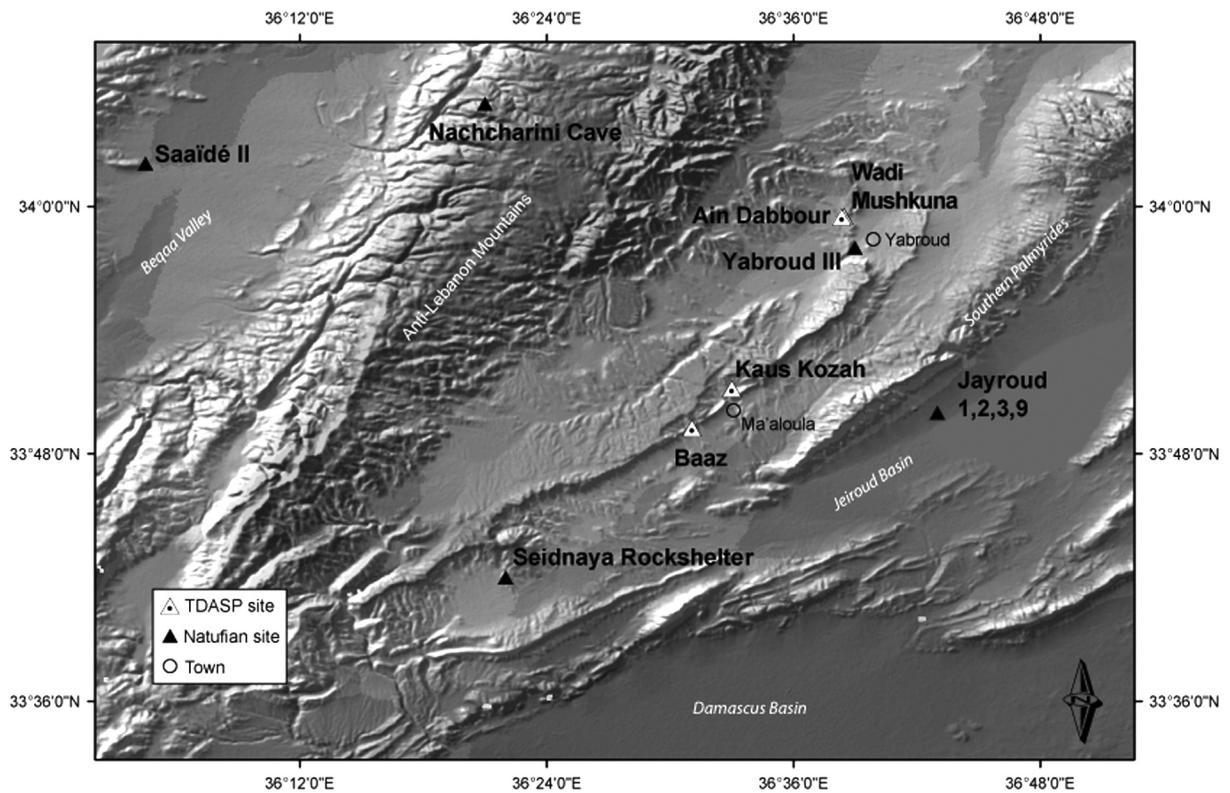 36°12'0"E
36°24'0"E
36°36'0"E
36°48'0"E
Nachcharini Cave
Saaïdé II
Wadi
Mushkuna
34°0'0"N
34°0'0"N
Ain Dabbour
Beqaa Valley
Anti-Lebanon Mountains
Yabroud
Yabroud III
Southern Palmyrides
Kaus Kozah
Jayroud
1,2,3,9
Ma'aloula
Baaz
33°48'0"N
33°48'0"N
Jeiroud Basin
Seidnaya Rockshelter
TDASP site
Natufian site
Town
33°36'0"N
33°36'0"N
Damascus Basin
N
36°12'0"E
36°24'0"E
36°36'0"E
36°48'0"E